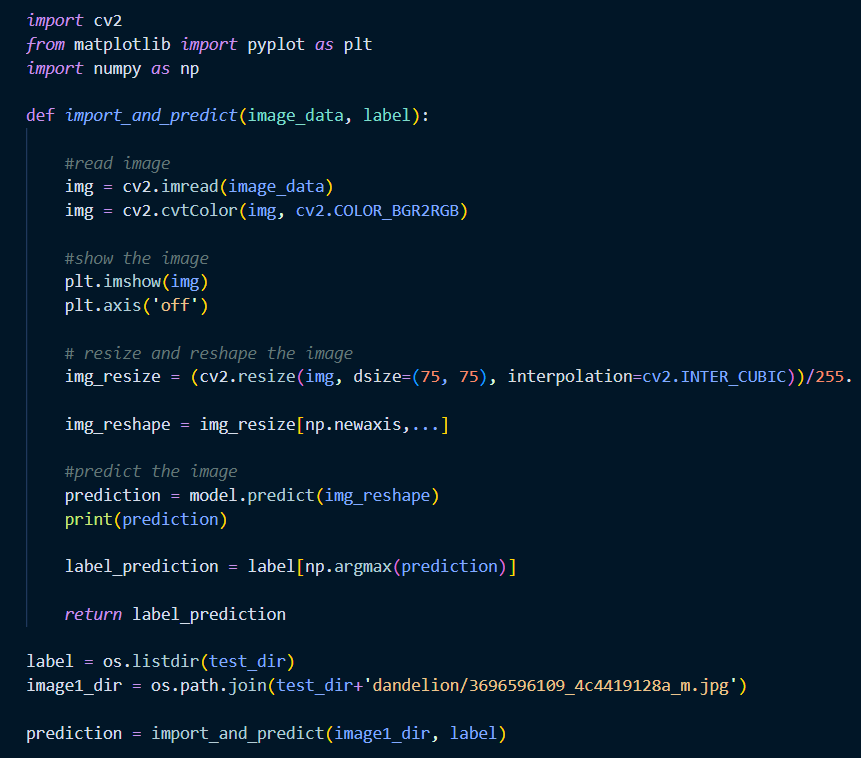 import cv2
from matplotlib import pyplot as plt
import numpy as np

def import_and_predict(image_data, label):

    #read image
    img = cv2.imread(image_data)
    img = cv2.cvtColor(img, cv2.COLOR_BGR2RGB)

    #show the image
    plt.imshow(img)
    plt.axis('off')

    # resize and reshape the image
    img_resize = (cv2.resize(img, dsize=(75, 75), interpolation=cv2.INTER_CUBIC))/255.

    img_reshape = img_resize[np.newaxis,...]

    #predict the image
    prediction = model.predict(img_reshape)
    print(prediction)

    label_prediction = label[np.argmax(prediction)]

    return label_prediction

label = os.listdir(test_dir)
image1_dir = os.path.join(test_dir+'dandelion/3696596109_4c4419128a_m.jpg')

prediction = import_and_predict(image1_dir, label)